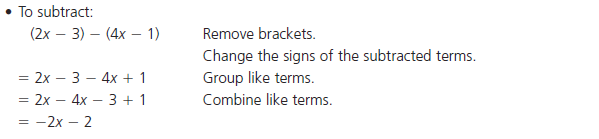 • To subtract:
(2x – 3) – (4x – 1) Remove brackets.
Change the signs of the subtracted terms.
= 2x – 3 – 4x + 1 Group like terms.
= 2x – 4x – 3 + 1 Combine like terms.
= –2x – 2